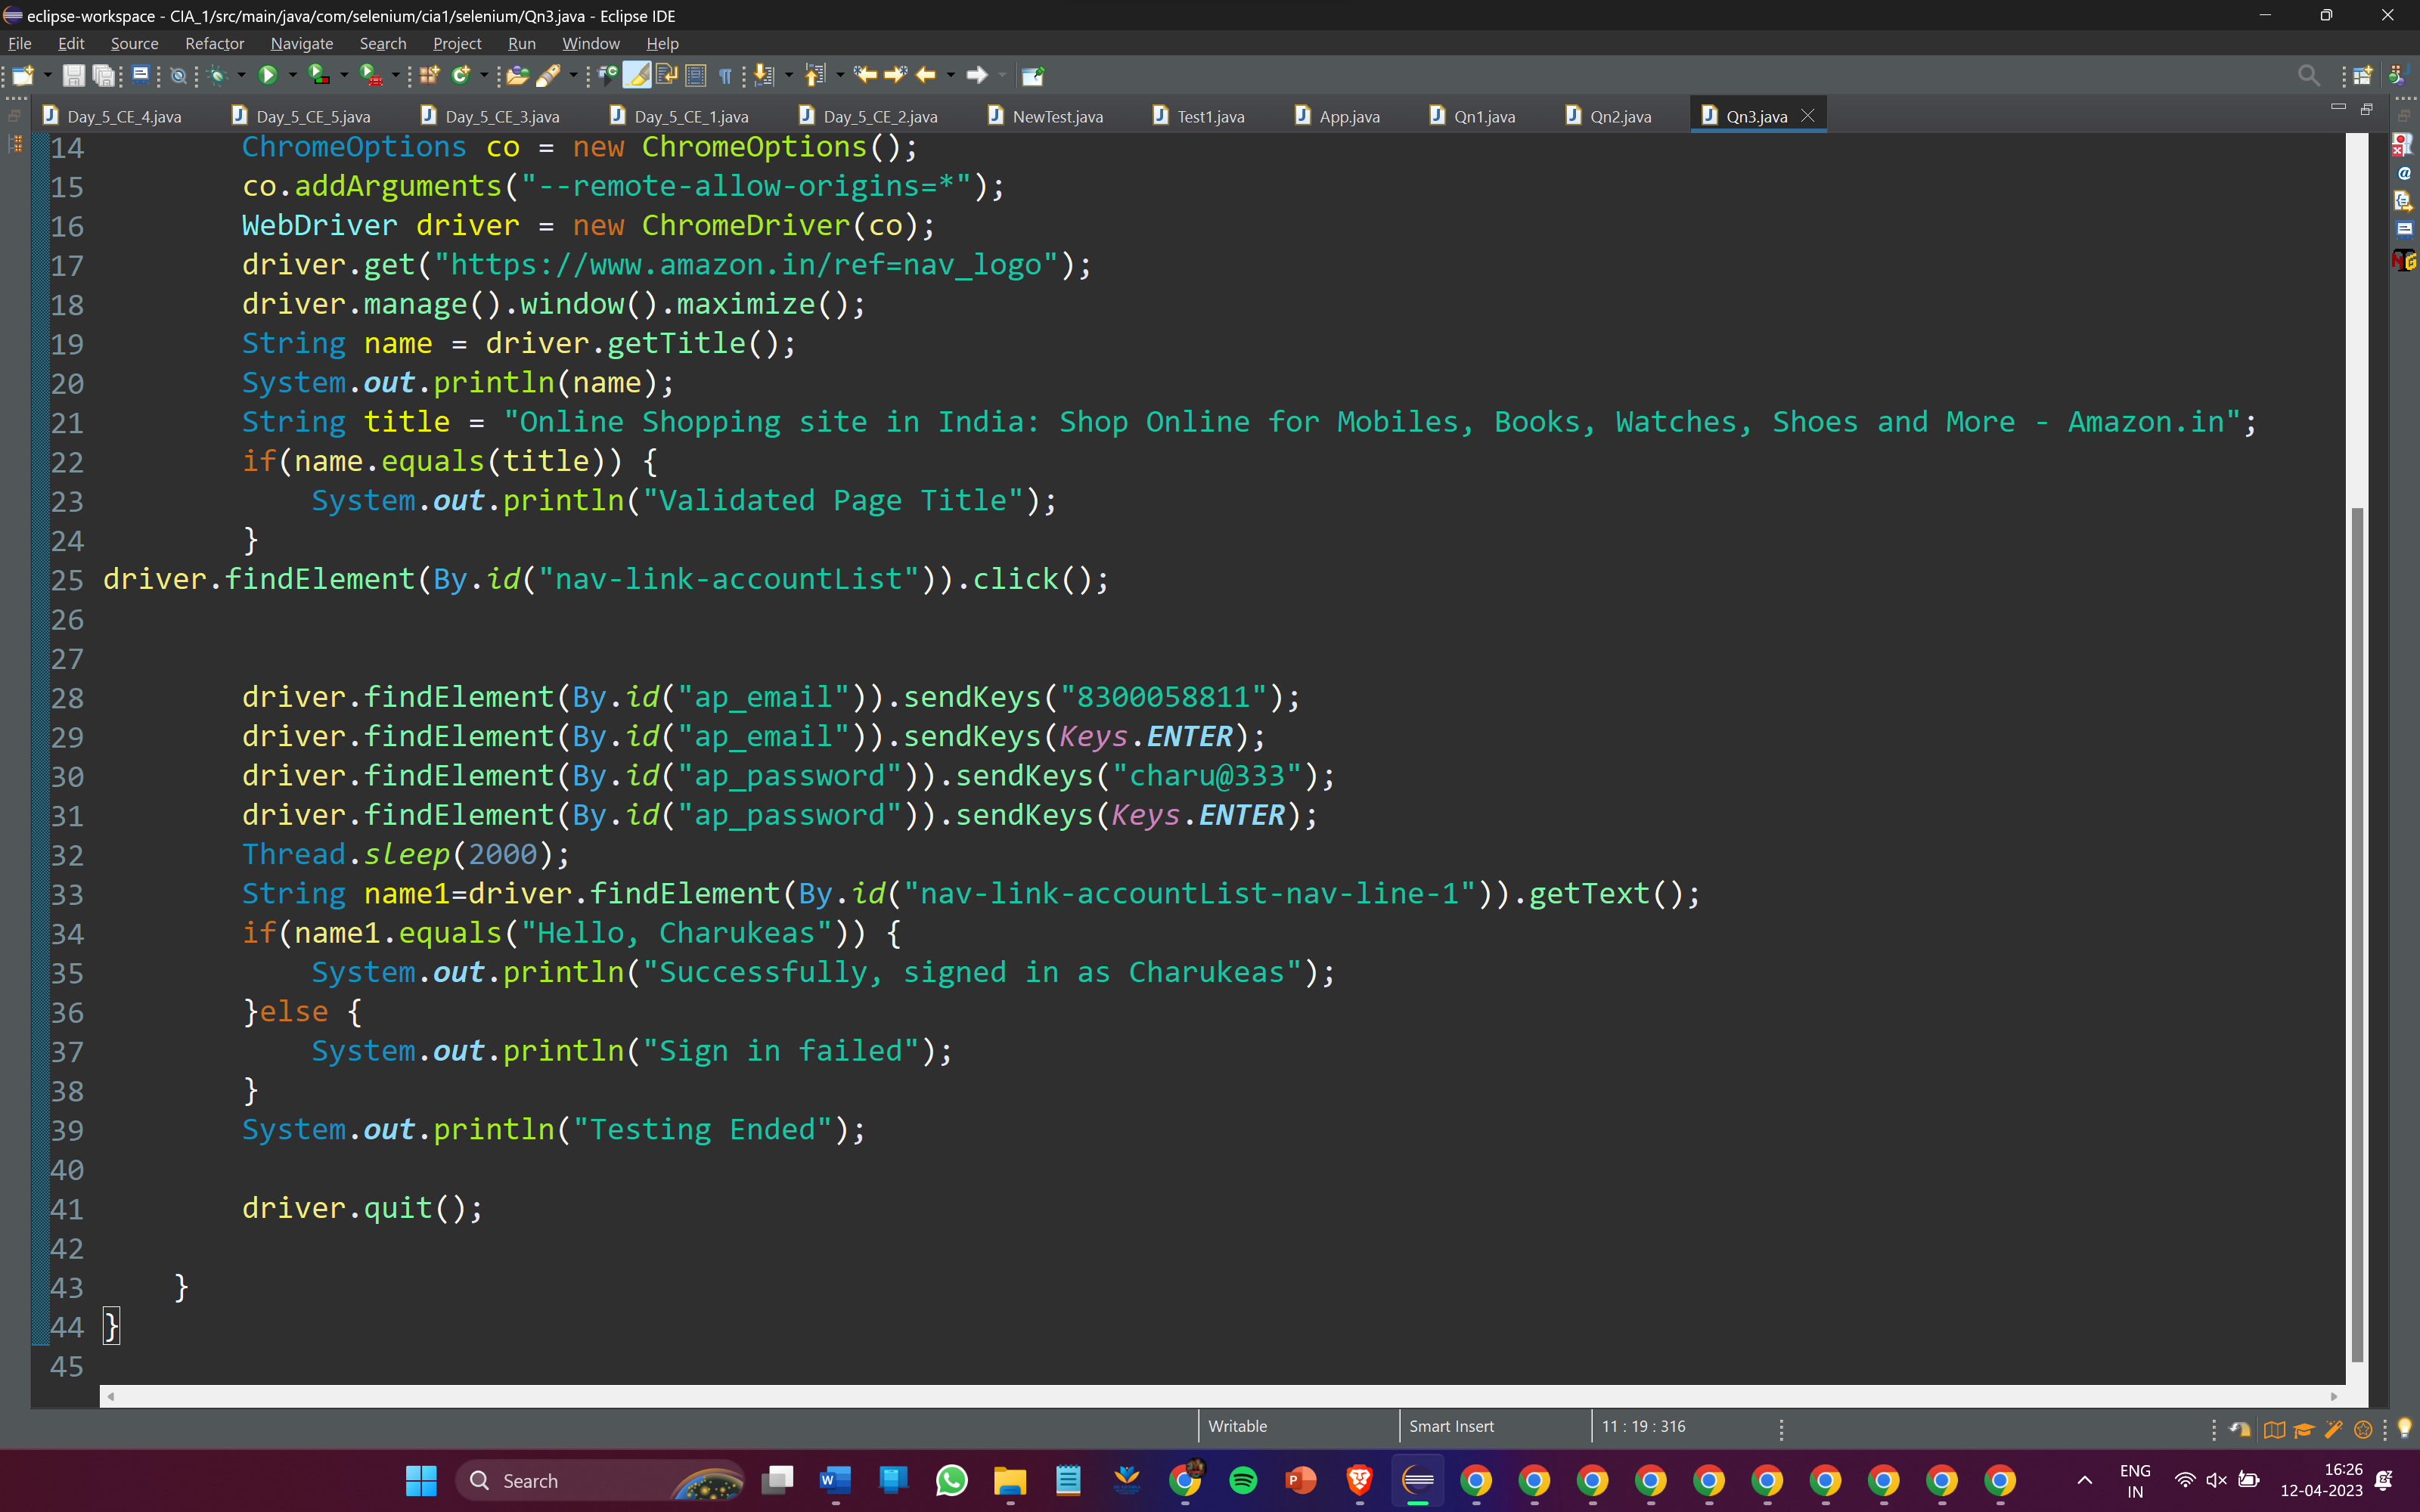 eclipse-workspace - CIA_1/src/main/java/com/selenium/cia1/selenium/Qn3.java - Eclipse IDE
File Edit Source Refactor Navigate Search Project Run Window Help
Day_5_CE_4.java Day_5_CE_5.java Day_5_CE_3.java Day_5_CE_1.java Day_5_CE_2.java NewTest.java Test1.java App.java Qn1.java Qn2.java Qn3.java
14 ChromeOptions co = new ChromeOptions();
15 co.addArguments("--remote-allow-origins=*");
16 WebDriver driver = new ChromeDriver(co);
17 driver.get("https://www.amazon.in/ref=nav_logo");
18 driver.manage().window().maximize();
19 String name = driver.getTitle();
20 System.out.println(name);
21 String title = "Online Shopping site in India: Shop Online for Mobiles, Books, Watches, Shoes and More - Amazon.in";
22 if(name.equals(title)) {
23 System.out.println("Validated Page Title");
24 }
25 driver.findElement(By.id("nav-link-accountList")).click();
26
27
28 driver.findElement(By.id("ap_email")).sendKeys("8300058811");
29 driver.findElement(By.id("ap_email")).sendKeys(Keys.ENTER);
30 driver.findElement(By.id("ap_password")).sendKeys("charu@333");
31 driver.findElement(By.id("ap_password")).sendKeys(Keys.ENTER);
32 Thread.sleep(2000);
33 String name1=driver.findElement(By.id("nav-link-accountList-nav-line-1")).getText();
34 if(name1.equals("Hello, Charukeas")) {
35 System.out.println("Successfully, signed in as Charukeas");
36 }else {
37 System.out.println("Sign in failed");
38 }
39 System.out.println("Testing Ended");
40
41 driver.quit();
42
43 }
44 }
45
Writable Smart Insert 11 : 19 : 316
Search ENG IN 16:26 12-04-2023